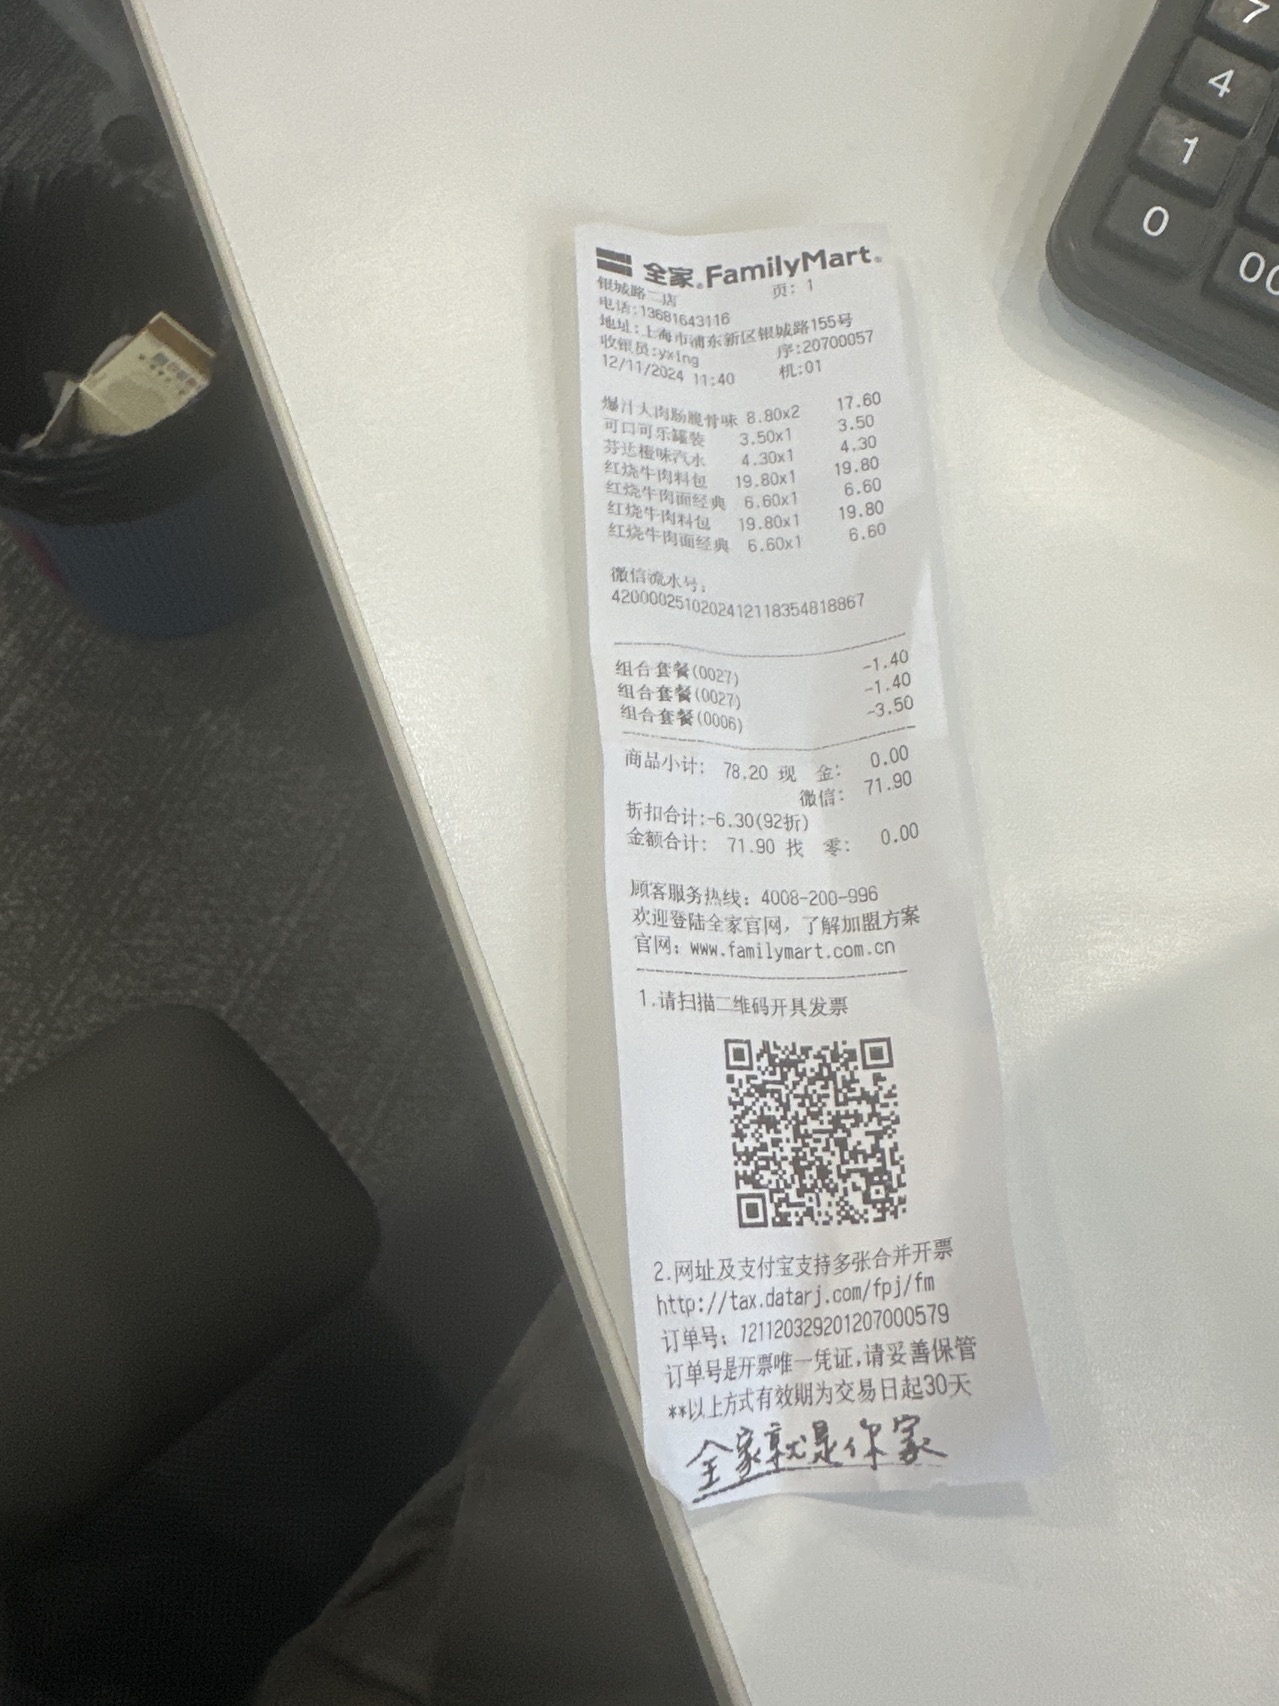 7
4
1
0
00
全家®FamilyMart®
银城路二店 页: 1
电话:13681643116
地址:上海市浦东新区银城路155号
收银员:yxing 序:20700057
12/11/2024 11:40 机:01
爆汁大肉肠脆骨味 8.80x2 17.60
可口可乐罐装 3.50x1 3.50
芬达橙味汽水 4.30x1 4.30
红烧牛肉料包 19.80x1 19.80
红烧牛肉面经典 6.60x1 6.60
红烧牛肉料包 19.80x1 19.80
红烧牛肉面经典 6.60x1 6.60
微信流水号:
4200002510202412118354818867
组合套餐(0027) -1.40
组合套餐(0027) -1.40
组合套餐(0006) -3.50
商品小计: 78.20 现 金: 0.00
微信: 71.90
折扣合计:-6.30(92折)
金额合计: 71.90 找 零: 0.00
顾客服务热线: 4008-200-996
欢迎登陆全家官网, 了解加盟方案
官网: www.familymart.com.cn
1.请扫描二维码开具发票
2.网址及支付宝支持多张合并开票
http://tax.datarj.com/fpj/fm
订单号: 121120329201207000579
订单号是开票唯一凭证,请妥善保管
**以上方式有效期为交易日起30天
全家就是你家